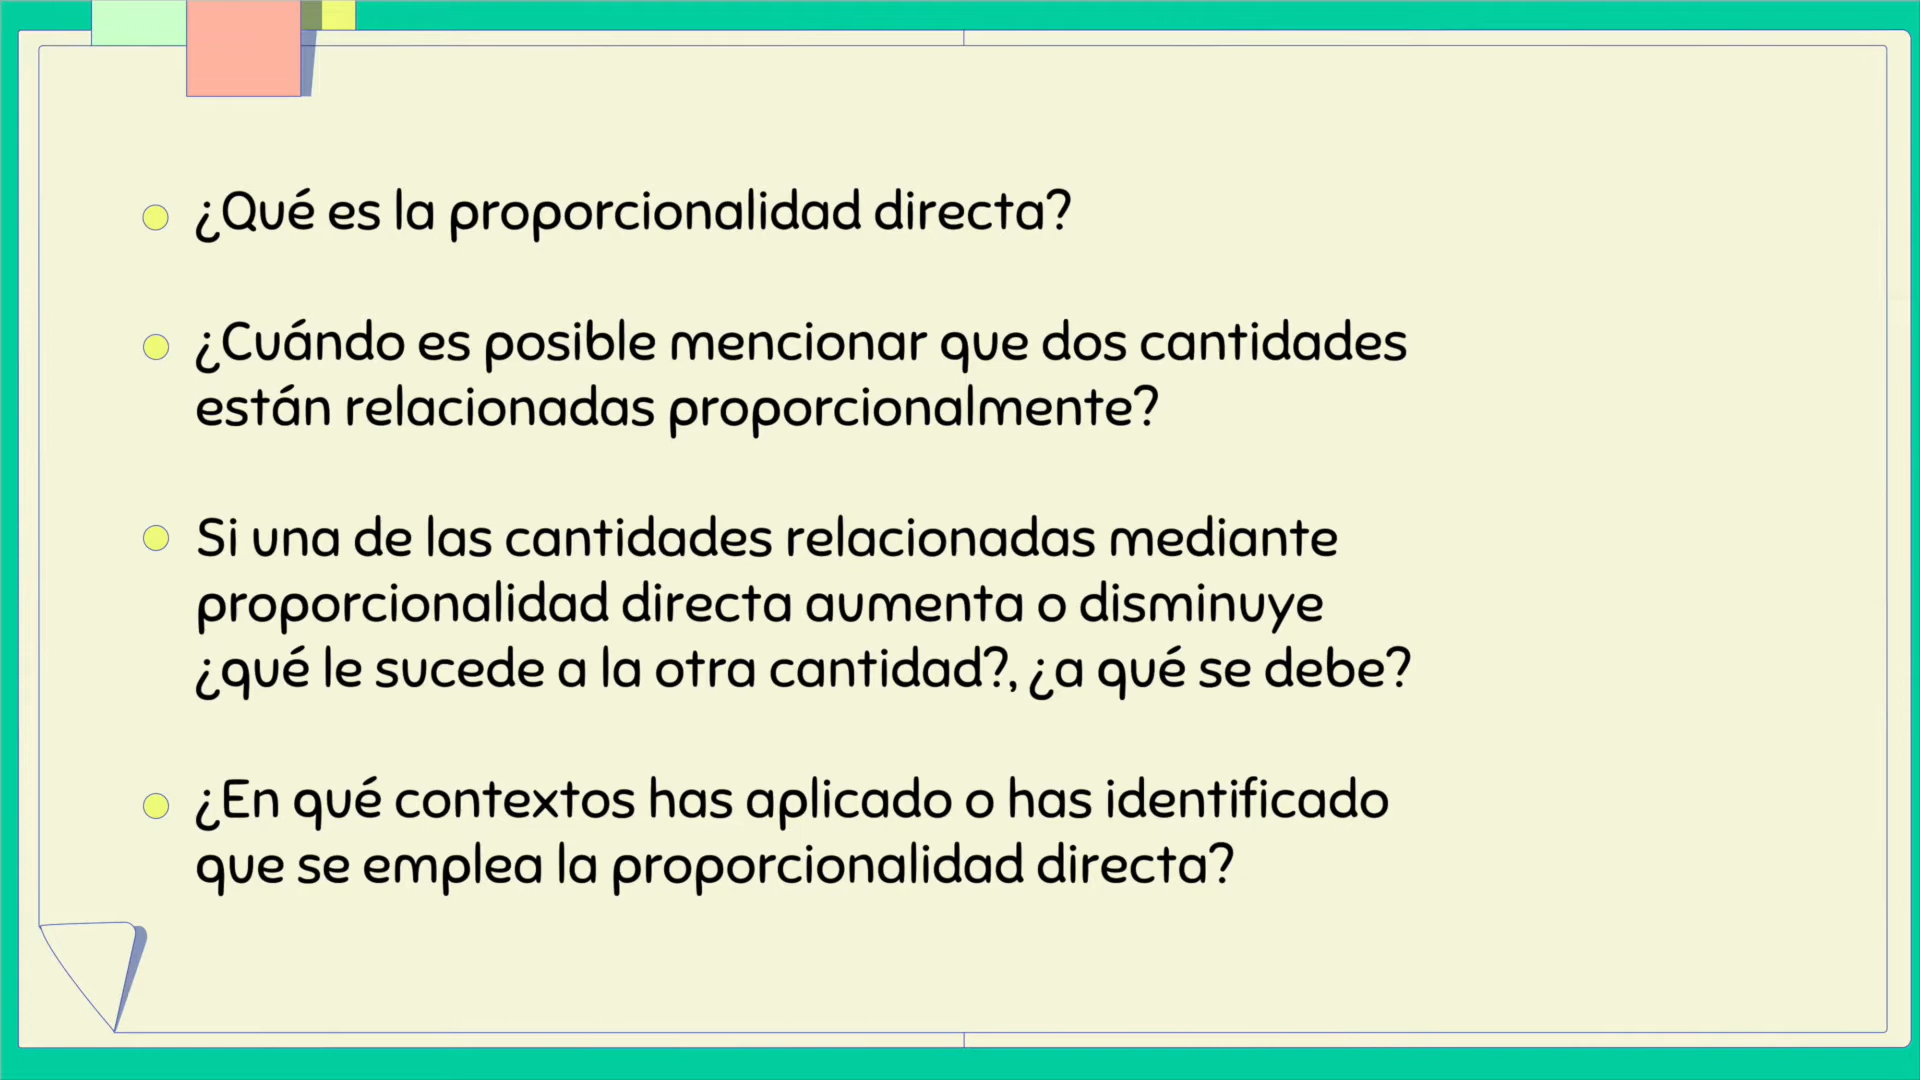 ¿Qué es la proporcionalidad directa?
¿Cuándo es posible mencionar que dos cantidades
están relacionadas proporcionalmente?
Si una de las cantidades relacionadas mediante
proporcionalidad directa aumenta o disminuye
¿qué le sucede a la otra cantidad?, ¿a qué se debe?
¿En qué contextos has aplicado o has identificado
que se emplea la proporcionalidad directa?